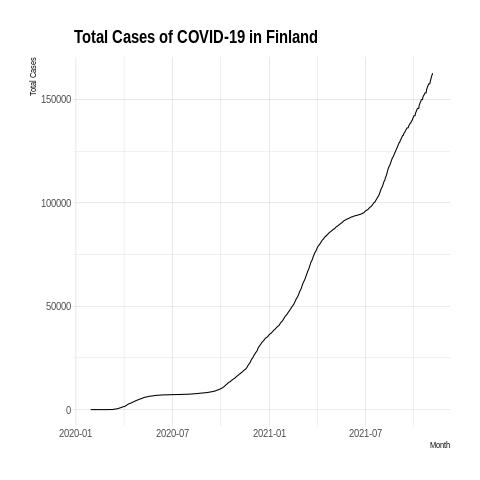 Total Cases of COVID-19 in Finland
Total Cases
150000
100000
50000
0
2020-01 2020-07 2021-01 2021-07
Month